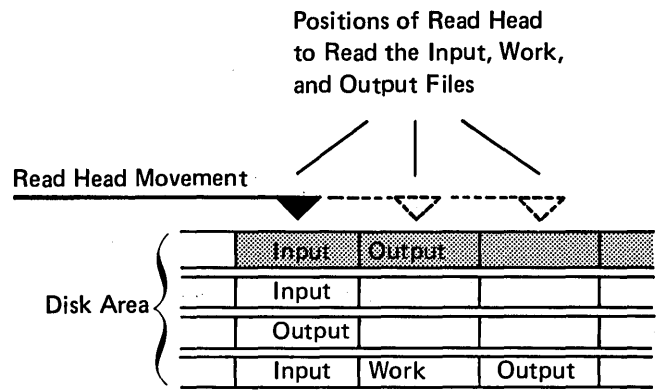 Positions of Read Head
to Read the Input, Work,
and Output Files
Read Head Movement
Input Output
Input
Disk Area
Output
Input Work Output